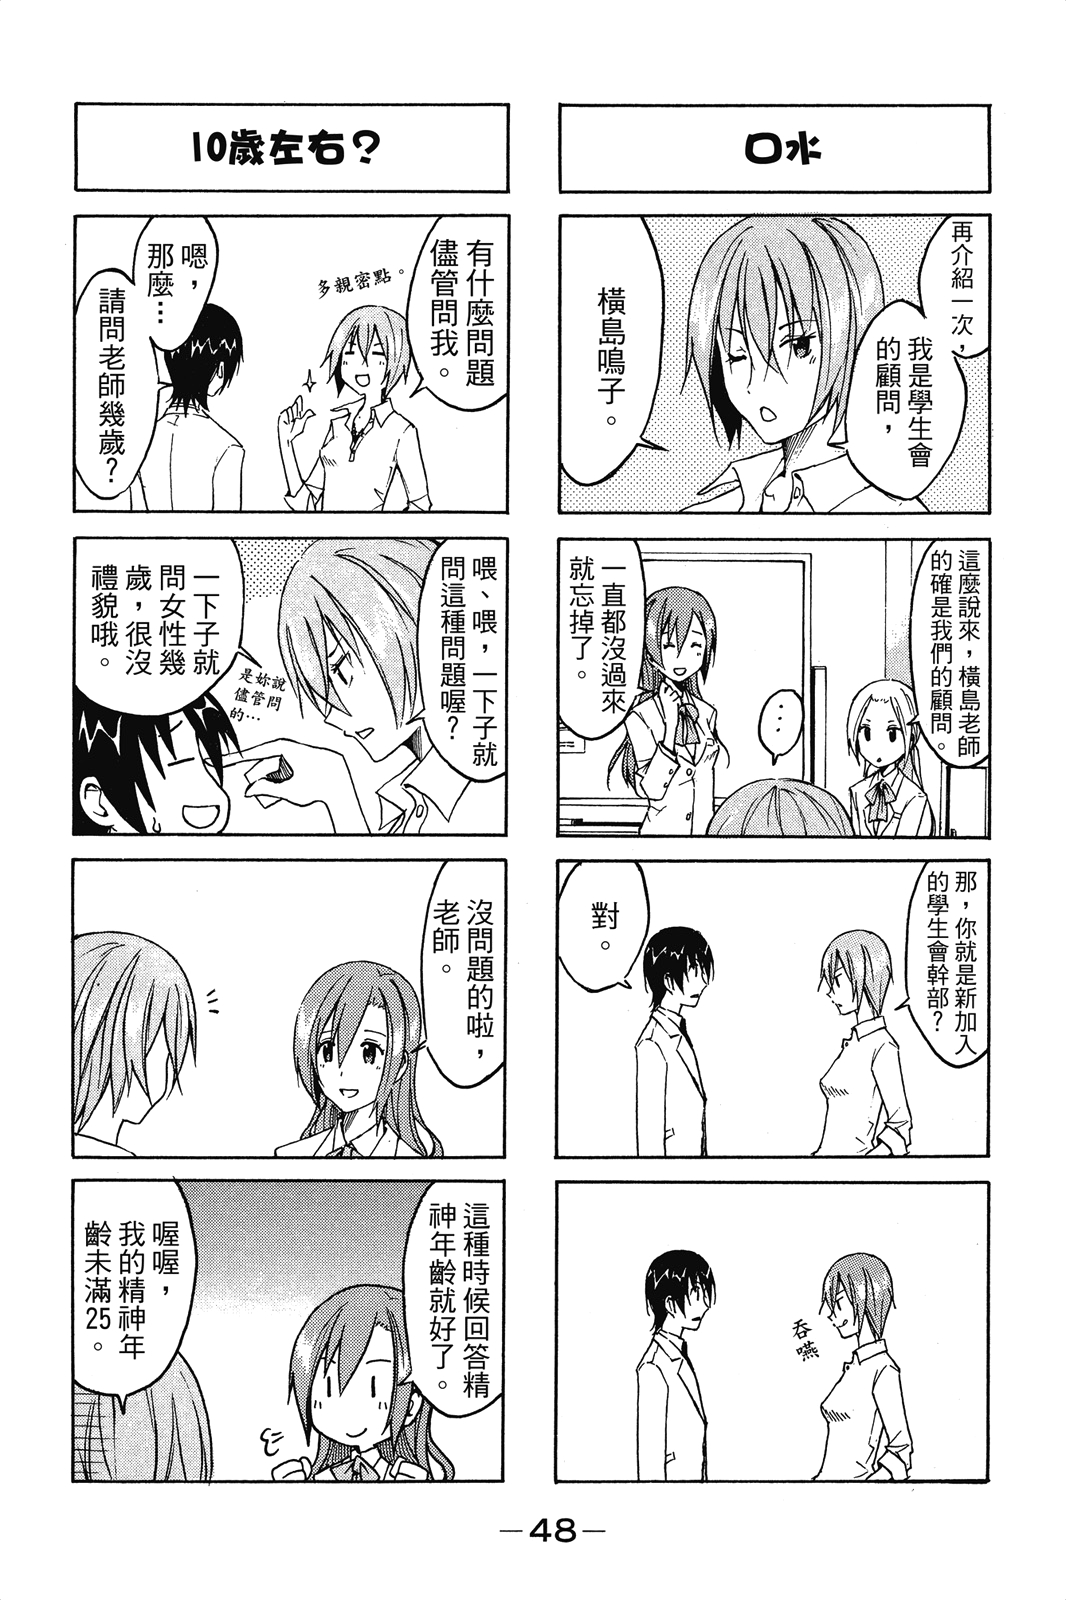 口水
再介紹一次，
我是學生會
的顧問，
橫島鳴子。
這麼說來，橫島老師
的確是我們的顧問。
…
一直都沒過來
就忘掉了。
那，你就是新加入
的學生會幹部？
對。
吞嚥
10歲左右？
有什麼問題
儘管問我。
多親密點。
嗯，
那麼…
請問老師幾歲？
喂、喂，一下子就
問這種問題喔？
一下子就
問女性幾
歲，很沒
禮貌哦。
是妳說
儘管問
的…
沒問題的啦，
老師。
這種時候回答精
神年齡就好了。
喔喔，
我的精神年
齡未滿25。
—48—